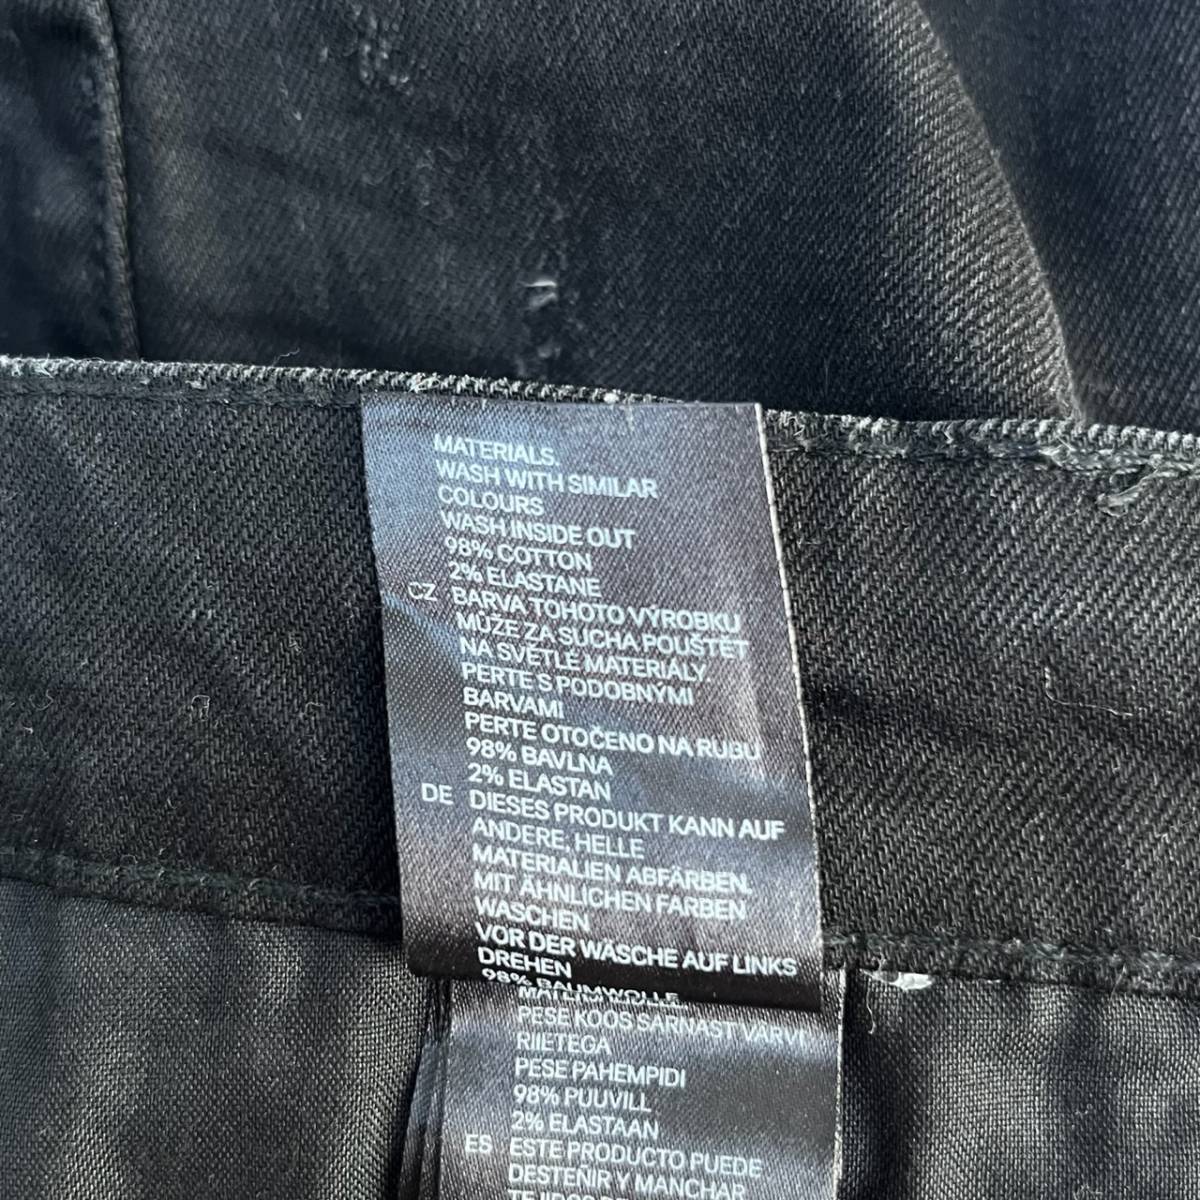 MATERIALS.
WASH WITH SIMILAR
COLOURS
WASH INSIDE OUT
98% COTTON
2% ELASTANE
CZ BARVA TOHOTO VÝROBKU
MŮŽE ZA SUCHA POUŠTĚT
NA SVĚTLÉ MATERIÁLY
PERTE S PODOBNÝMI
BARVAMI
PERTE OTOČENO NA RUBU
98% BAVLNA
2% ELASTAN
DE DIESES PRODUKT KANN AUF
ANDERE, HELLE
MATERIALIEN ABFÄRBEN.
MIT ÄHNLICHEN FARBEN
WASCHEN
VOR DER WÄSCHE AUF LINKS
DREHEN
98% BAUMWOLLE
PESE KOOS SARNAST VÄRVI
RIIETEGA
PESE PAHEMPIDI
98% PUUVILL
2% ELASTAAN
ES ESTE PRODUCTO PUEDE
DESTEÑIR Y MANCHAR